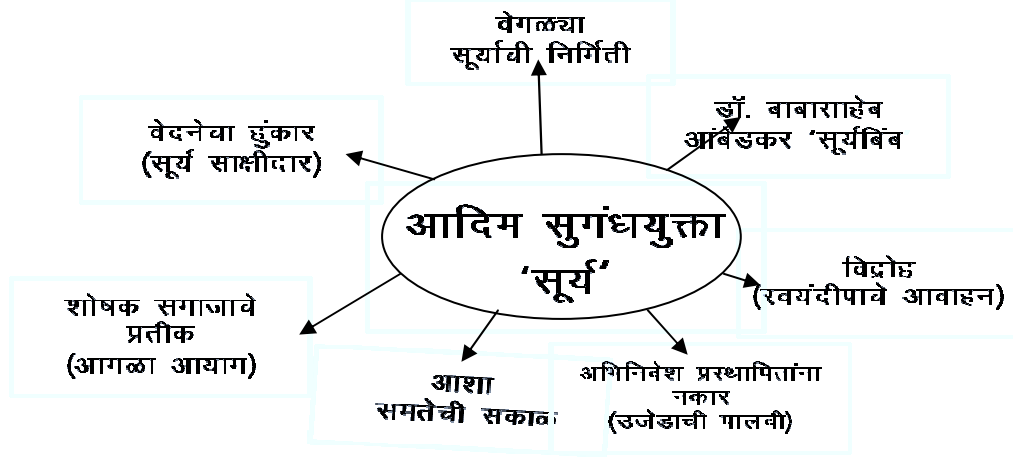 वेगळ्या
सूर्याची निर्मिती
डॉ. बाबासाहेब
आंबेडकर ‘सूर्यबिंब
वेदनेचा हुंकार
(सूर्य साक्षीदार)
आदिम सुगंधयुक्ता
‘सूर्य’
विद्रोह
(स्वयंदीपाचे आवाहन)
शोषक समाजाचे
प्रतीक
(आगळा आयाम)
आशा
समतेची सकाळ
अभिनिवेश प्रस्थापितांना
नकार
(उजेडाची पालवी)